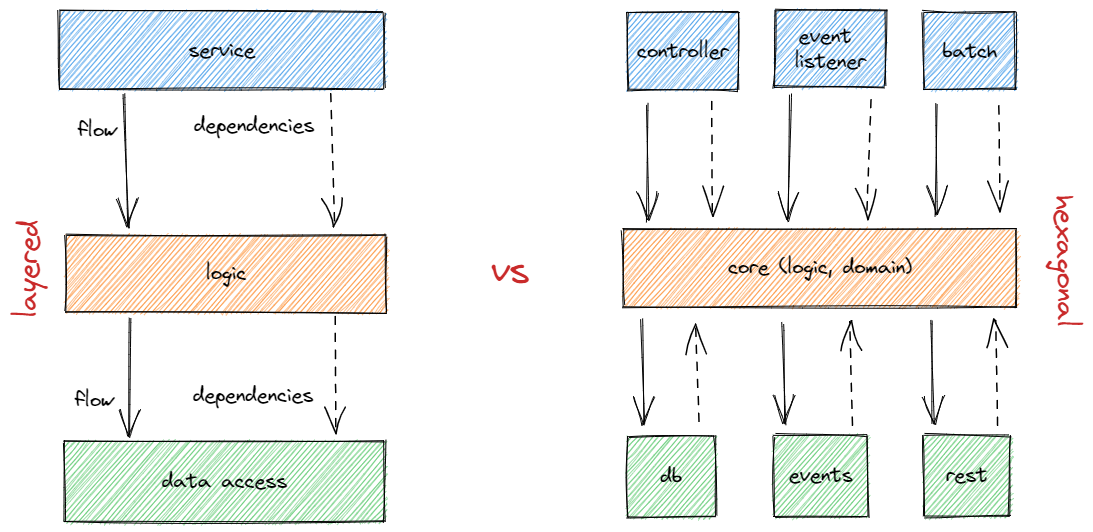 service
flow
dependencies
layered
logic
flow
dependencies
data access
vs
controller
event
listener
batch
core (logic, domain)
hexagonal
db
events
rest